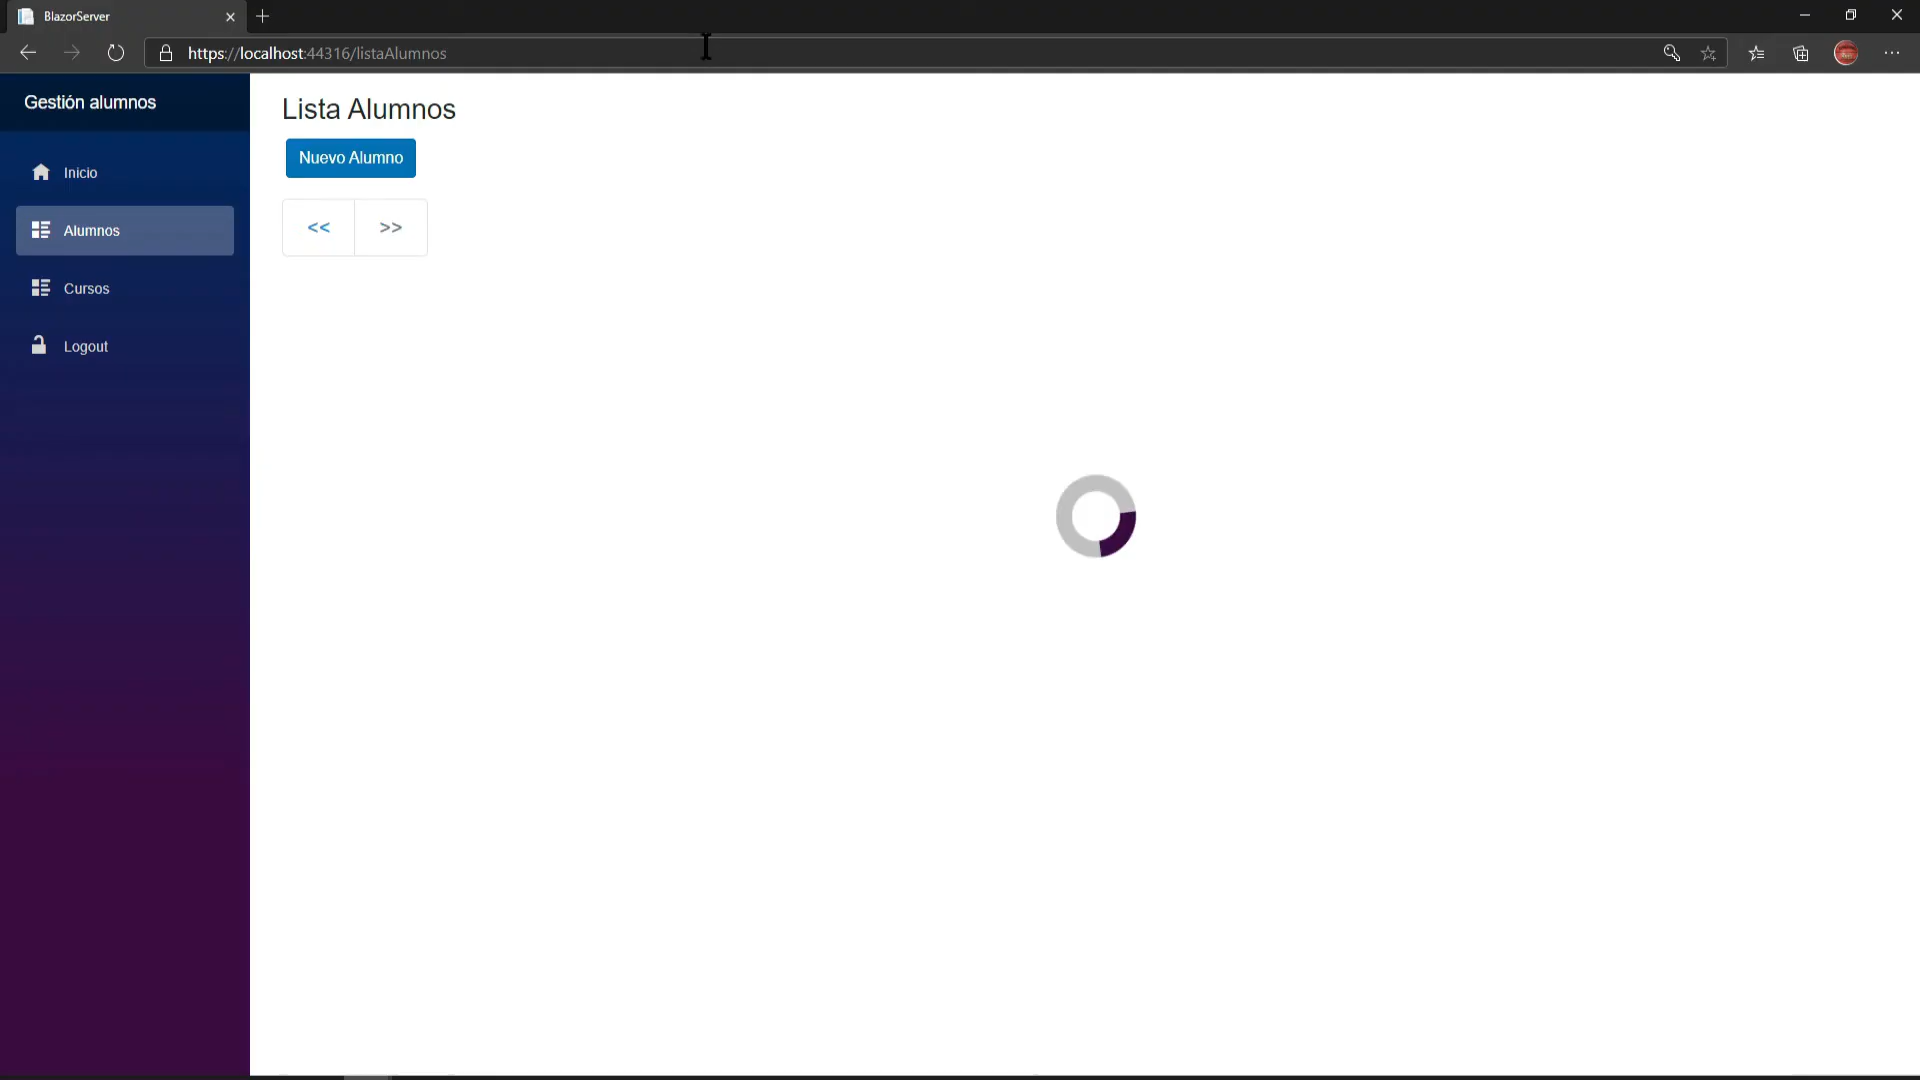 BlazorServer
https://localhost:44316/listaAlumnos
Gestión alumnos
Inicio
Alumnos
Cursos
Logout
Lista Alumnos
Nuevo Alumno
<< >>